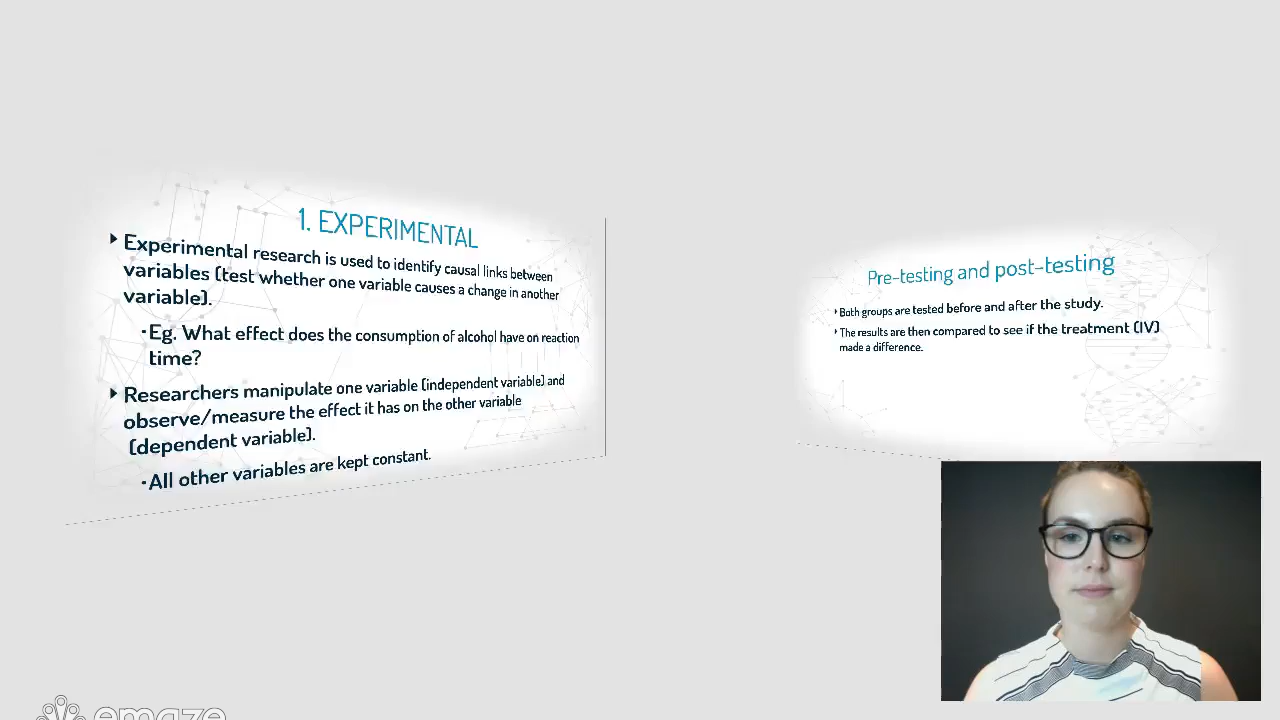 1. EXPERIMENTAL
Experimental research is used to identify causal links between
variables (test whether one variable causes a change in another
variable).
Eg. What effect does the consumption of alcohol have on reaction
time?
Researchers manipulate one variable (independent variable) and
observe/measure the effect it has on the other variable
(dependent variable).
All other variables are kept constant.
Pre-testing and post-testing
Both groups are tested before and after the study.
The results are then compared to see if the treatment (IV)
made a difference.
emaze